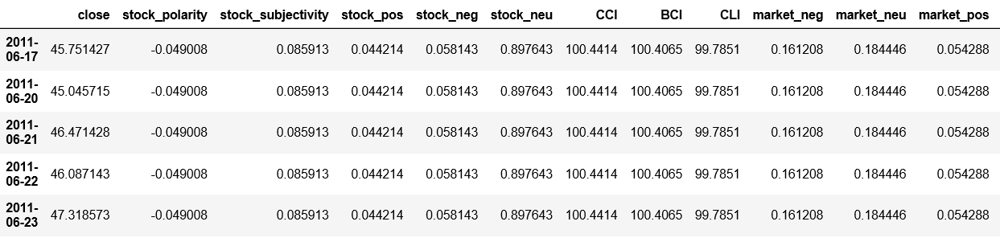 close stock_polarity stock_subjectivity stock_pos stock_neg stock_neu CCI BCI CLI market_neg market_neu market_pos
2011-
06-17 45.751427 -0.049008 0.085913 0.044214 0.058143 0.897643 100.4414 100.4065 99.7851 0.161208 0.184446 0.054288
2011-
06-20 45.045715 -0.049008 0.085913 0.044214 0.058143 0.897643 100.4414 100.4065 99.7851 0.161208 0.184446 0.054288
2011-
06-21 46.471428 -0.049008 0.085913 0.044214 0.058143 0.897643 100.4414 100.4065 99.7851 0.161208 0.184446 0.054288
2011-
06-22 46.087143 -0.049008 0.085913 0.044214 0.058143 0.897643 100.4414 100.4065 99.7851 0.161208 0.184446 0.054288
2011-
06-23 47.318573 -0.049008 0.085913 0.044214 0.058143 0.897643 100.4414 100.4065 99.7851 0.161208 0.184446 0.054288